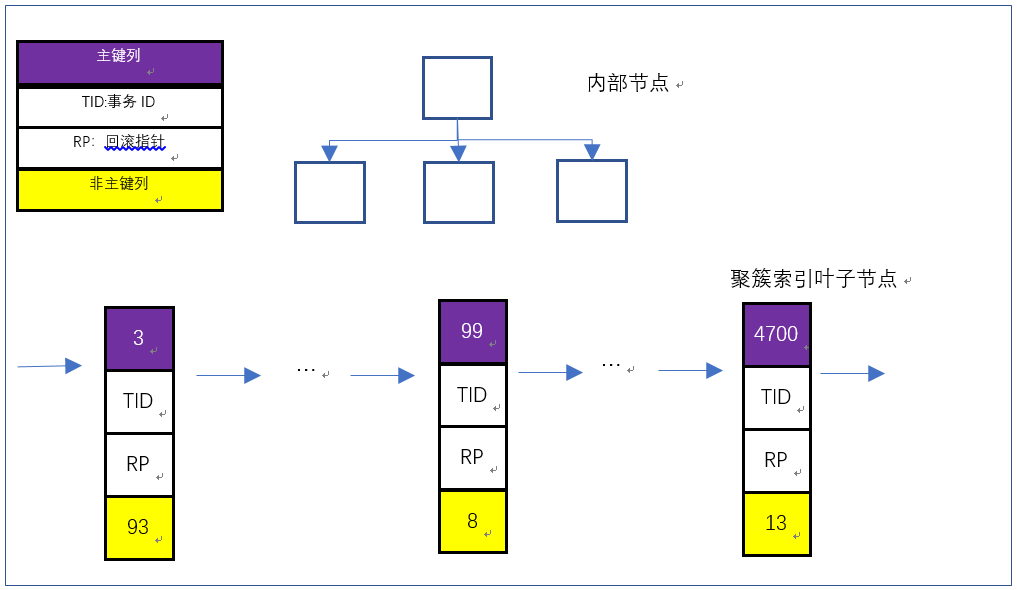 主键列
TID:事务 ID
RP: 回滚指针
非主键列
内部节点
聚簇索引叶子节点
3
TID
RP
93
...
99
TID
RP
8
...
4700
TID
RP
13